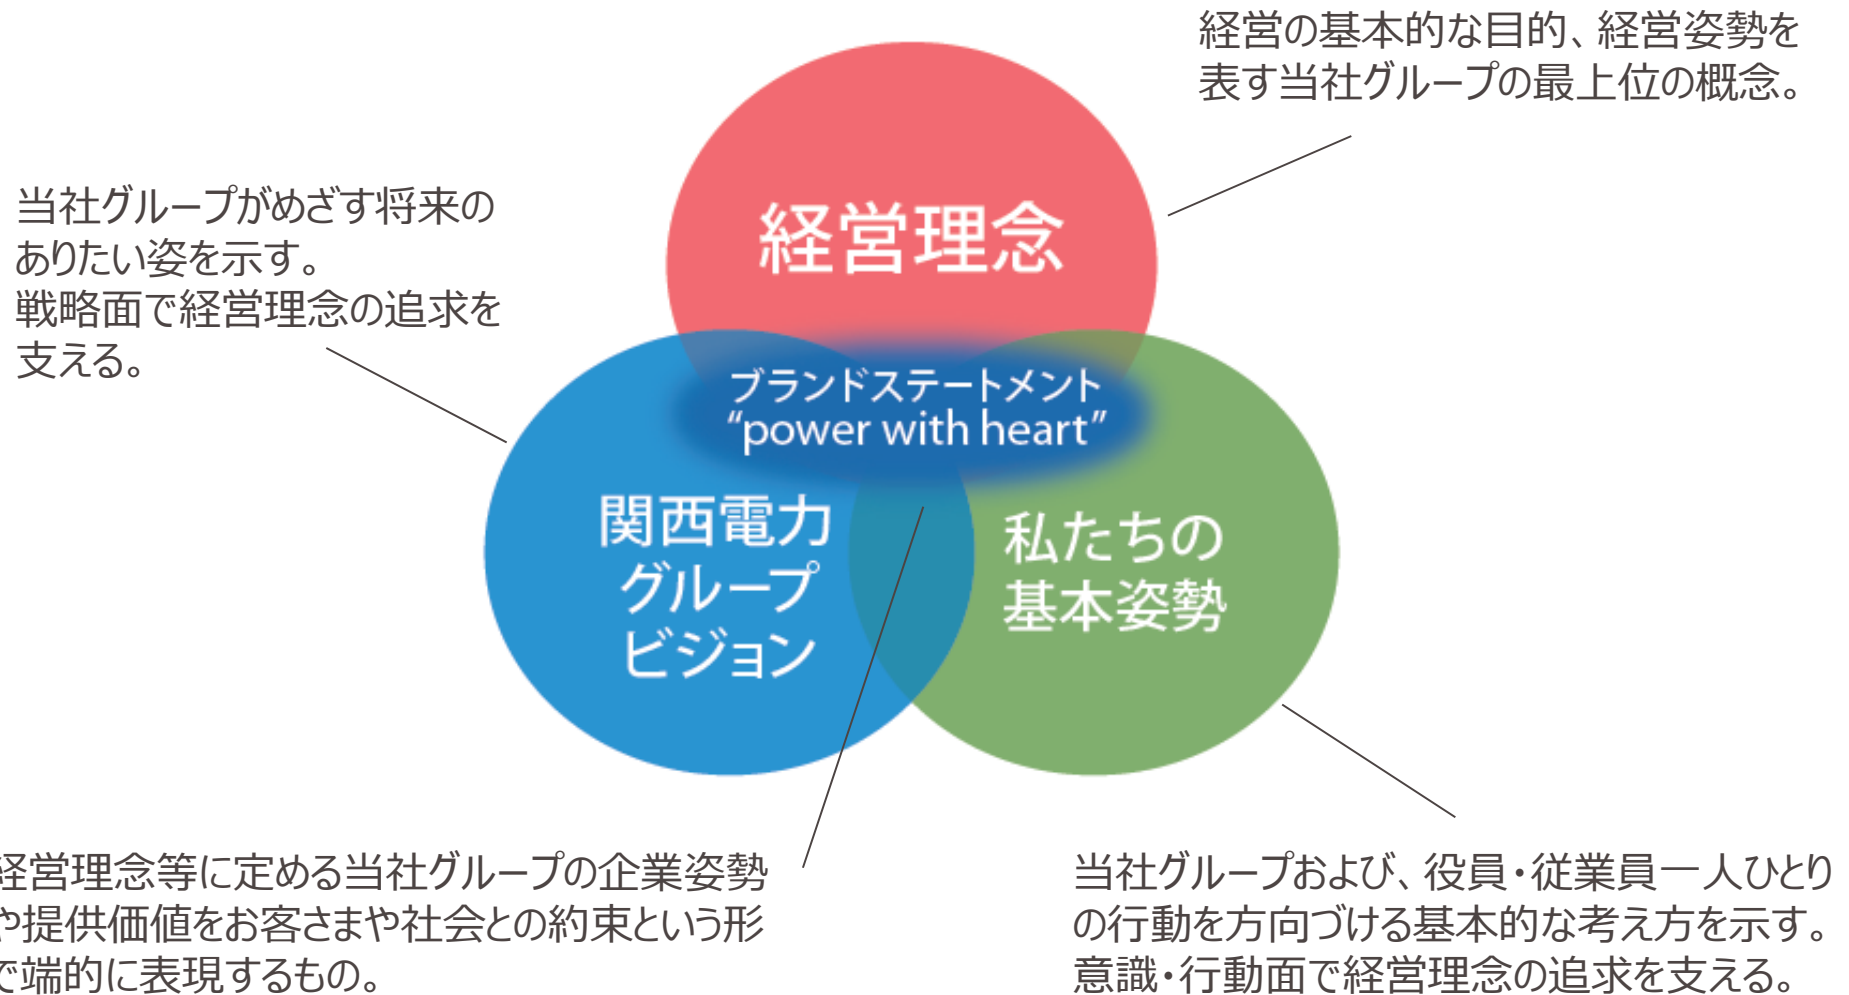 経営の基本的な目的、経営姿勢を
表す当社グループの最上位の概念。
当社グループがめざす将来の
ありたい姿を示す。
戦略面で経営理念の追求を
支える。
経営理念
ブランドステートメント
“power with heart”
関西電力
グループ
ビジョン
私たちの
基本姿勢
経営理念等に定める当社グループの企業姿勢
や提供価値をお客さまや社会との約束という形
で端的に表現するもの。
当社グループおよび、役員・従業員一人ひとり
の行動を方向づける基本的な考え方を示す。
意識・行動面で経営理念の追求を支える。